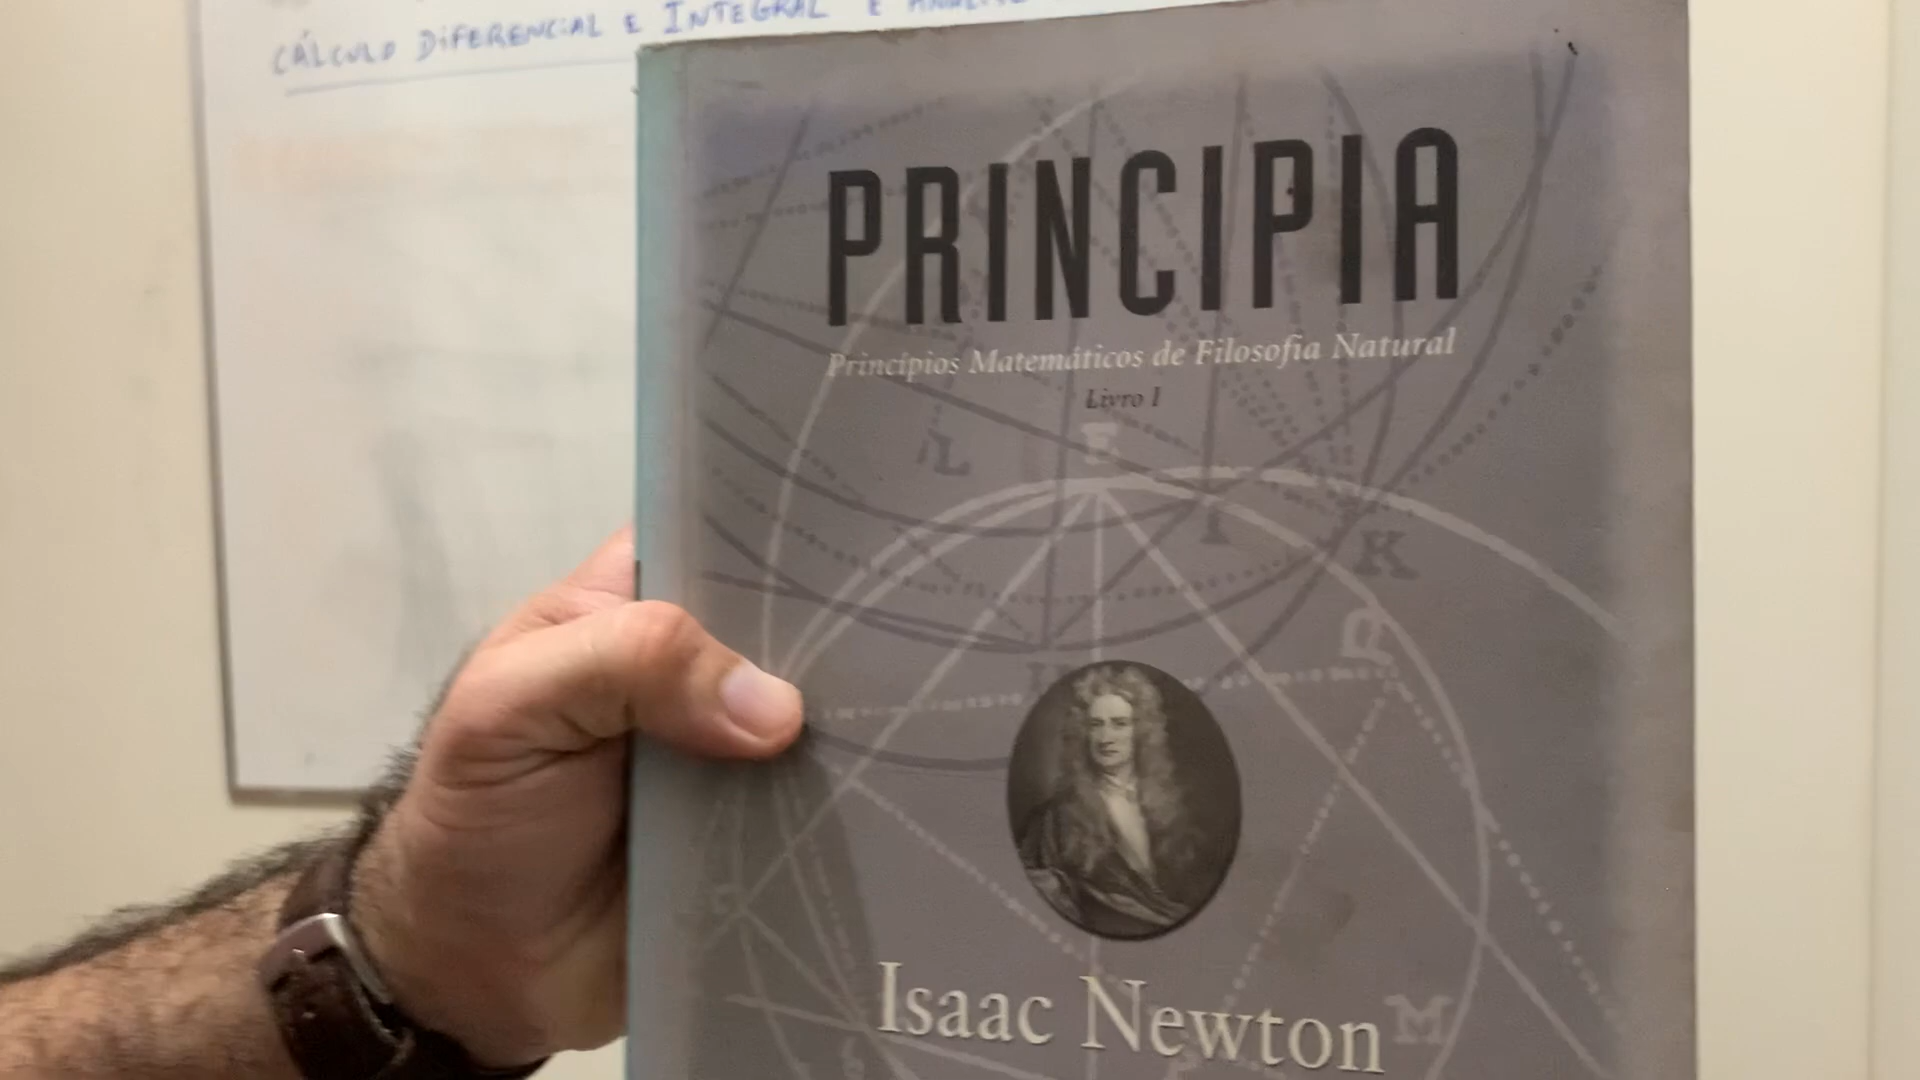 CÁLCULO DIFERENCIAL E INTEGRAL E
PRINCIPIA
Princípios Matemáticos de Filosofia Natural
Livro I
L
E
I
K
R
Isaac Newton
M